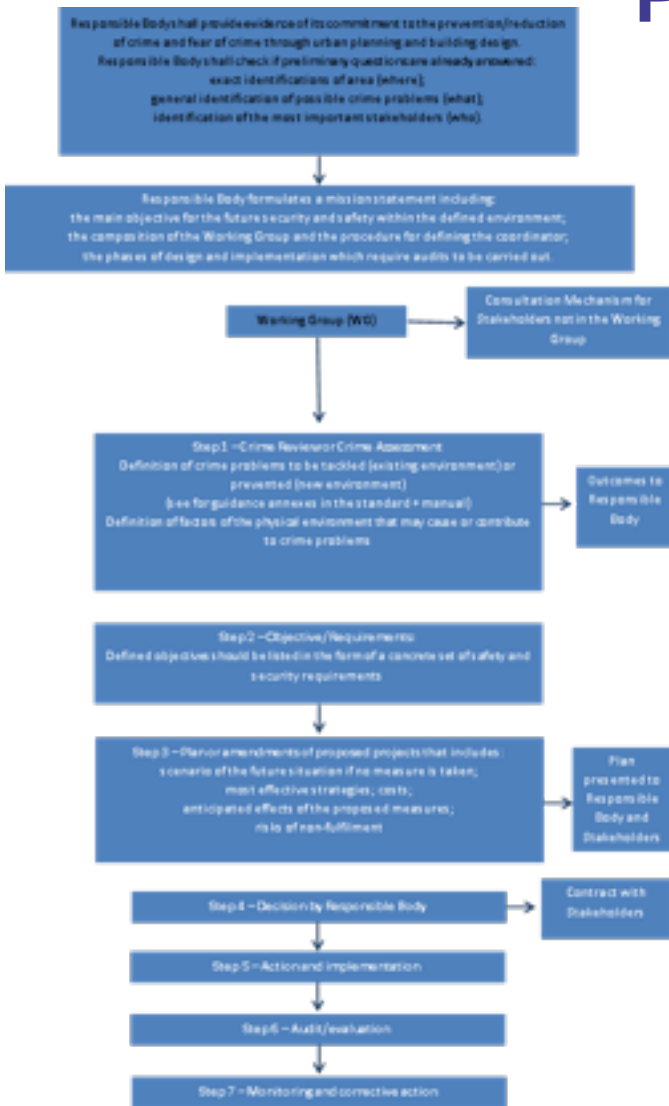 P
Responsible Body shall provide evidence of its commitment to the prevention/reduction
of crime and fear of crime through urban planning and building design.
Responsible Body shall check if preliminary questions are already answered:
exact identifications of area (where);
general identification of possible crime problems (what);
identification of the most important stakeholders (who).
Responsible Body formulates a mission statement including:
the main objective for the future security and safety within the defined environment;
the composition of the Working Group and the procedure for defining the coordinator;
the phases of design and implementation which require audits to be carried out.
Working Group (WG)
Consultation Mechanism for
Stakeholders not in the Working
Group
Step 1 – Crime Review or Crime Assessment
Definition of crime problems to be tackled (existing environment) or
prevented (new environment)
(see for guidance annexes in the standard + manual)
Definition of factors of the physical environment that may cause or contribute
to crime problems
Outcomes to
Responsible
Body
Step 2 – Objective/Requirements:
Defined objectives should be listed in the form of a concrete set of safety and
security requirements
Step 3 – Plan or amendments of proposed projects that includes:
scenario of the future situation if no measure is taken;
most effective strategies; costs;
anticipated effects of the proposed measures;
risks of non-fulfilment
Plan
presented to
Responsible
Body and
Stakeholders
Step 4 – Decision by Responsible Body
Contract with
Stakeholders
Step 5 – Action and implementation
Step 6 – Audit/evaluation
Step 7 – Monitoring and corrective action